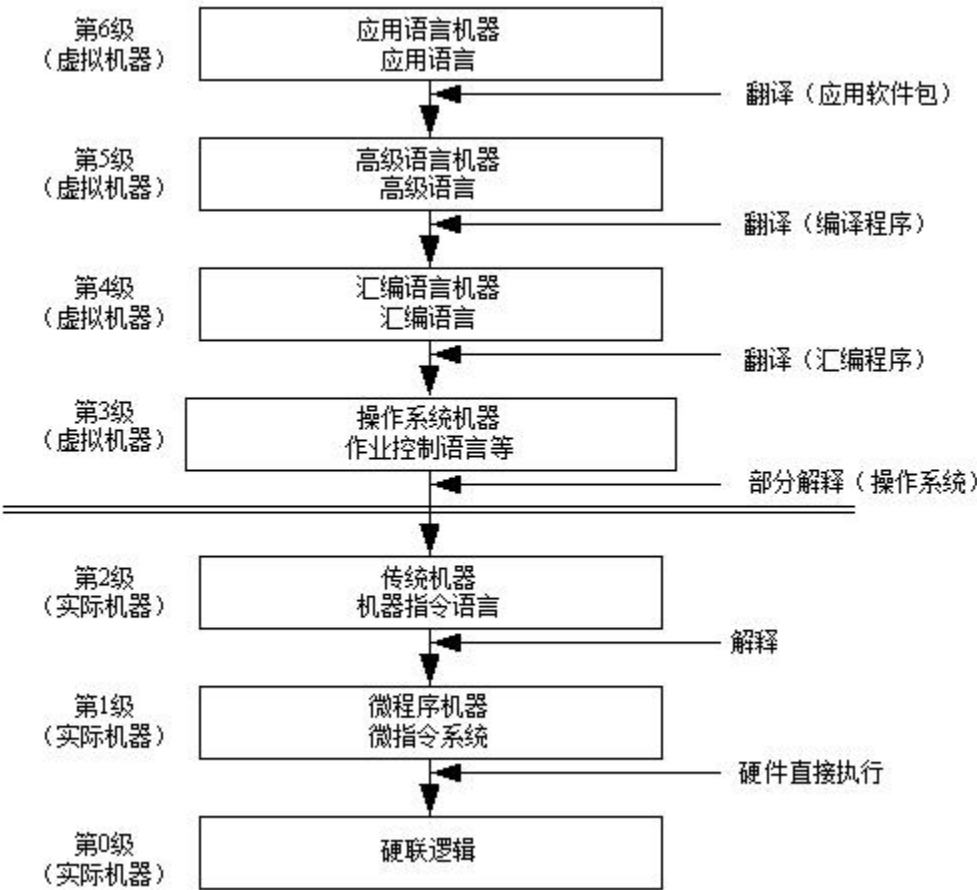 第6级
（虚拟机器）
应用语言机器
应用语言
翻译（应用软件包）
第5级
（虚拟机器）
高级语言机器
高级语言
翻译（编译程序）
第4级
（虚拟机器）
汇编语言机器
汇编语言
翻译（汇编程序）
第3级
（虚拟机器）
操作系统机器
作业控制语言等
部分解释（操作系统）
第2级
（实际机器）
传统机器
机器指令语言
解释
第1级
（实际机器）
微程序机器
微指令系统
硬件直接执行
第0级
（实际机器）
硬联逻辑